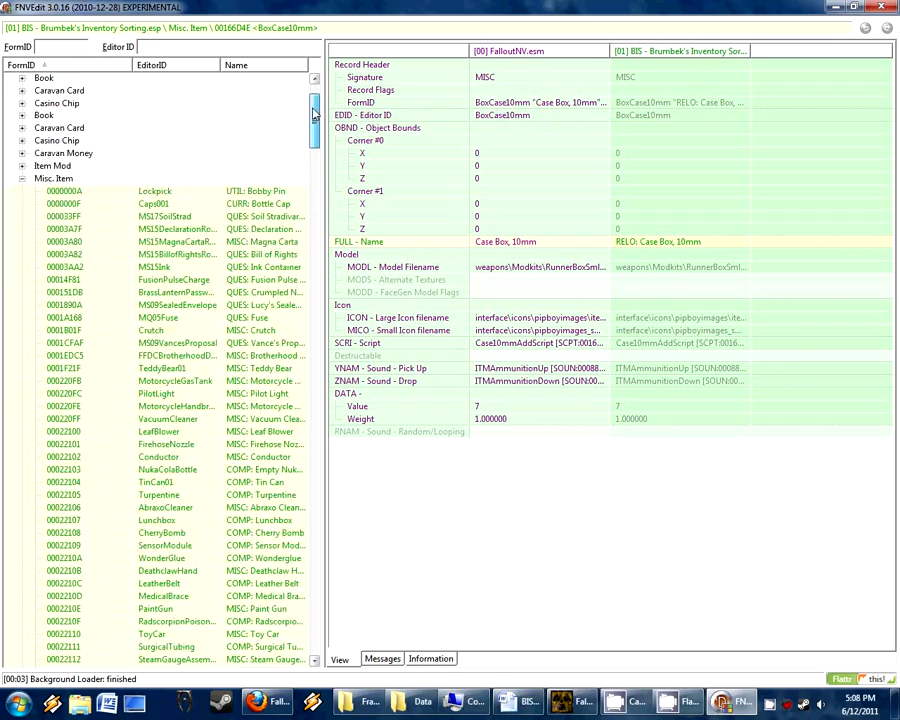 FNVEdit 3.0.16 (2010-12-28) EXPERIMENTAL
[01] BIS - Brumbek's Inventory Sorting.esp \ Misc. Item \ 00166D4E <BoxCase10mm>
FormID Editor ID
FormID EditorID Name
Book
Caravan Card
Casino Chip
Book
Caravan Card
Casino Chip
Caravan Money
Item Mod
Misc. Item
0000000A Lockpick UTIL: Bobby Pin
0000000F Caps001 CURR: Bottle Cap
000033FF MS17SoilStrad QUES: Soil Stradivar...
00003A7F MS15DeclarationRo... QUES: Declaration...
00003A80 MS15MagnaCartaR... MISC: Magna Carta
00003A82 MS15BillofRightsRo... QUES: Bill of Rights
00003AA2 MS15Ink QUES: Ink Container
00014F81 FusionPulseCharge QUES: Fusion Pulse ...
000151DB BrassLanternPassw... QUES: Crumpled N...
0001890A MS09SealedEnvelope QUES: Lucy's Seale...
0001A168 MQ05Fuse QUES: Fuse
0001B01F Crutch MISC: Crutch
0001CFAF MS09VancesProposal QUES: Vance's Prop...
0001EDC5 FFDCBrotherhoodD... MISC: Brotherhood ...
0001F21F TeddyBear01 MISC: Teddy Bear
000220FB MotorcycleGasTank MISC: Motorcycle ...
000220FC PilotLight MISC: Pilot Light
000220FE MotorcycleHandbr... MISC: Motorcycle ...
000220FF VacuumCleaner MISC: Vacuum Clea...
00022100 LeafBlower MISC: Leaf Blower
00022101 FirehoseNozzle MISC: Firehose Nozzle
00022102 Conductor MISC: Conductor
00022103 NukaColaBottle COMP: Empty Nuk...
00022104 TinCan01 COMP: Tin Can
00022105 Turpentine COMP: Turpentine
00022106 AbraxoCleaner MISC: Abraxo Clean...
00022107 Lunchbox COMP: Lunchbox
00022108 CherryBomb COMP: Cherry Bomb
00022109 SensorModule COMP: Sensor Mod...
0002210A WonderGlue COMP: Wonderglue
0002210B DeathclawHand MISC: Deathclaw H...
0002210C LeatherBelt COMP: Leather Belt
0002210D MedicalBrace COMP: Medical Brace
0002210E PaintGun MISC: Paint Gun
0002210F RadscorpionPoison... COMP: Radscorpio...
00022110 ToyCar MISC: Toy Car
00022111 SurgicalTubing COMP: Surgical Tu...
00022112 SteamGaugeAssem... MISC: Steam Gaug...
[00] FalloutNV.esm [01] BIS - Brumbek's Inventory Sor...
Record Header
Signature MISC MISC
Record Flags
FormID BoxCase10mm "Case Box, 10mm"... BoxCase10mm "RELO: Case Box, ...
EDID - Editor ID BoxCase10mm BoxCase10mm
OBND - Object Bounds
Corner #0
X 0 0
Y 0 0
Z 0 0
Corner #1
X 0 0
Y 0 0
Z 0 0
FULL - Name Case Box, 10mm RELO: Case Box, 10mm
Model
MODL - Model Filename weapons\Modkits\RunnerBoxSml... weapons\Modkits\RunnerBoxSml...
MODS - Alternate Textures
MODD - FaceGen Model Flags
Icon
ICON - Large Icon filename interface\icons\pipboyimages\ite... interface\icons\pipboyimages\ite...
MICO - Small Icon filename interface\icons\pipboyimages_s... interface\icons\pipboyimages_s...
SCRI - Script Case10mmAddScript [SCPT:0016... Case10mmAddScript [SCPT:0016...
Destructable
YNAM - Sound - Pick Up ITMAmmunitionUp [SOUN:00088... ITMAmmunitionUp [SOUN:00088...
ZNAM - Sound - Drop ITMAmmunitionDown [SOUN:00... ITMAmmunitionDown [SOUN:00...
DATA -
Value 7 7
Weight 1.000000 1.000000
RNAM - Sound - Random/Looping
View Messages Information
[00:03] Background Loader: finished
Flattr this!
Fall... Fra... Data Co... BIS... Fal... Ca... Fla... FN...
5:08 PM
6/12/2011